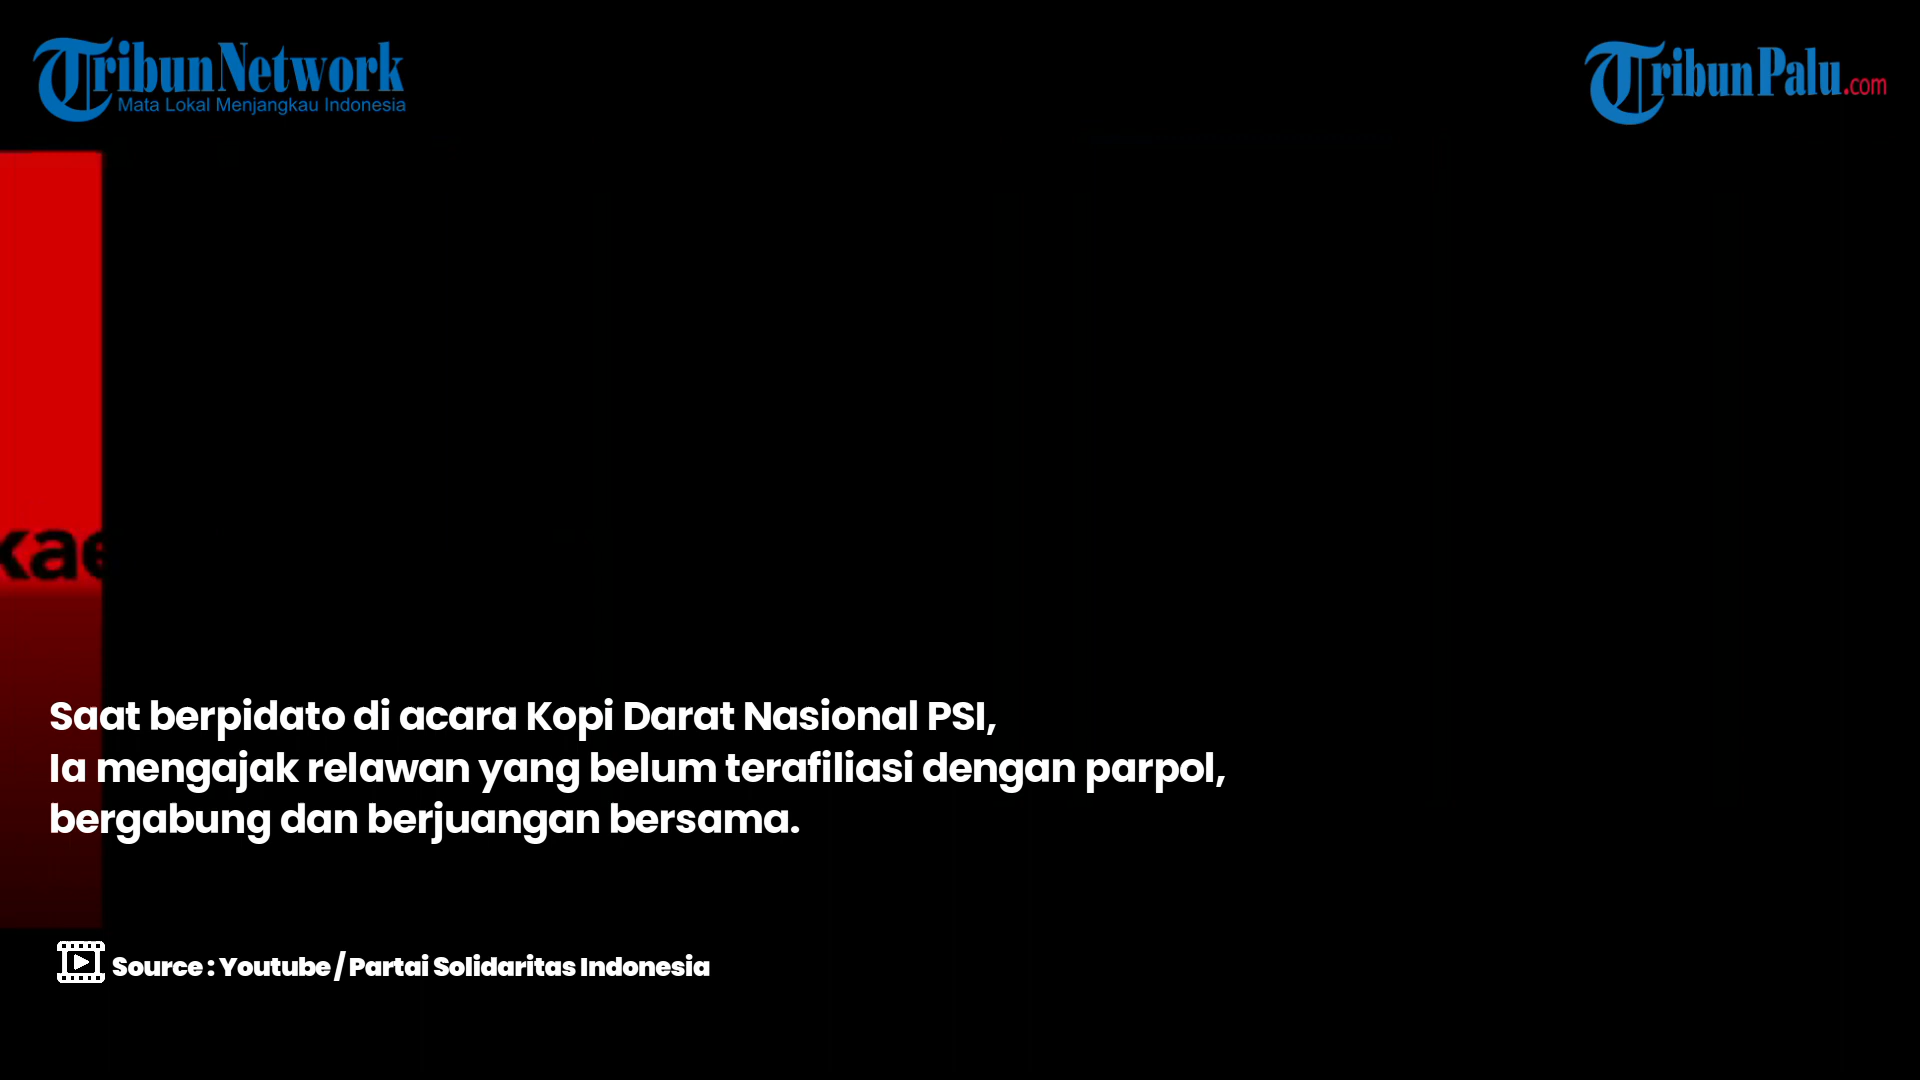 TribunNetwork
Mata Lokal Menjangkau Indonesia
TribunPalu.com
kae
Saat berpidato di acara Kopi Darat Nasional PSI,
Ia mengajak relawan yang belum terafiliasi dengan parpol,
bergabung dan berjuangan bersama.
Source : Youtube / Partai Solidaritas Indonesia